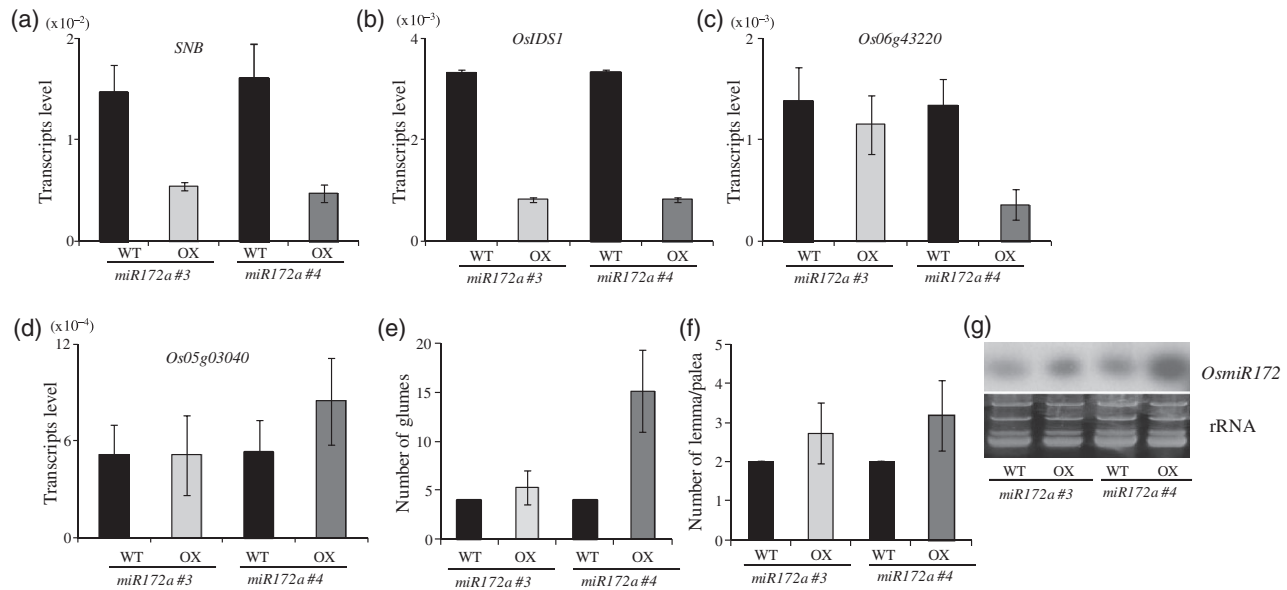 (a) (x10⁻²)
SNB
Transcripts level
2
1
0
WT OX WT OX
miR172a #3 miR172a #4
(b) (x10⁻³)
OsIDS1
Transcripts level
4
2
0
WT OX WT OX
miR172a #3 miR172a #4
(c) (x10⁻³)
Os06g43220
Transcripts level
2
1
0
WT OX WT OX
miR172a #3 miR172a #4
(d) (x10⁻⁴)
Os05g03040
Transcripts level
12
6
0
WT OX WT OX
miR172a #3 miR172a #4
(e)
Number of glumes
20
15
10
5
0
WT OX WT OX
miR172a #3 miR172a #4
(f)
Number of lemma/palea
5
4
3
2
1
0
WT OX WT OX
miR172a #3 miR172a #4
(g)
OsmiR172
rRNA
WT OX WT OX
miR172a #3 miR172a #4